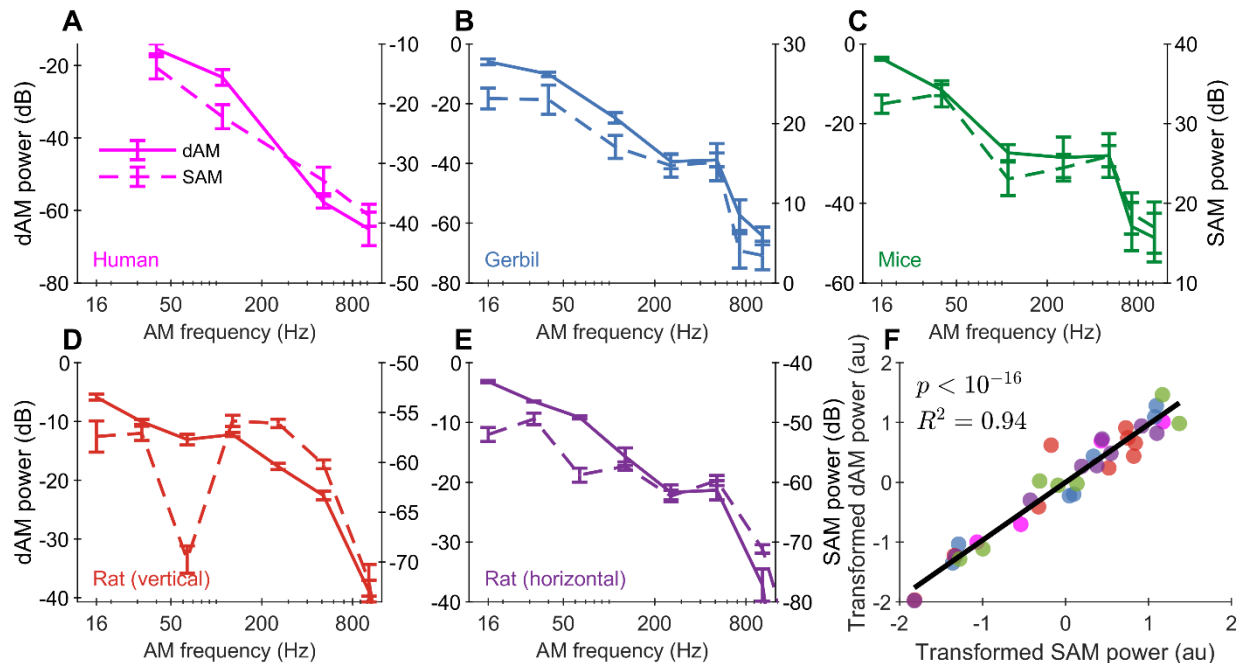 A
B
C
-20
-40
-60
-80
dAM power (dB)
dAM
SAM
Human
-10
-20
-30
-40
-50
16
50
200
800
AM frequency (Hz)
0
-20
-40
-60
-80
Gerbil
30
20
10
0
16
50
200
800
AM frequency (Hz)
0
-20
-40
-60
Mice
40
30
20
10
SAM power (dB)
16
50
200
800
AM frequency (Hz)
D
E
F
0
-10
-20
-30
-40
dAM power (dB)
Rat (vertical)
-50
-55
-60
-65
-70
16
50
200
800
AM frequency (Hz)
0
-10
-20
-30
-40
Rat (horizontal)
-40
-50
-60
-70
-80
SAM power (dB)
16
50
200
800
AM frequency (Hz)
2
1
0
-1
-2
Transformed dAM power (au)
p < 10⁻¹⁶
R² = 0.94
-2
-1
0
1
2
Transformed SAM power (au)